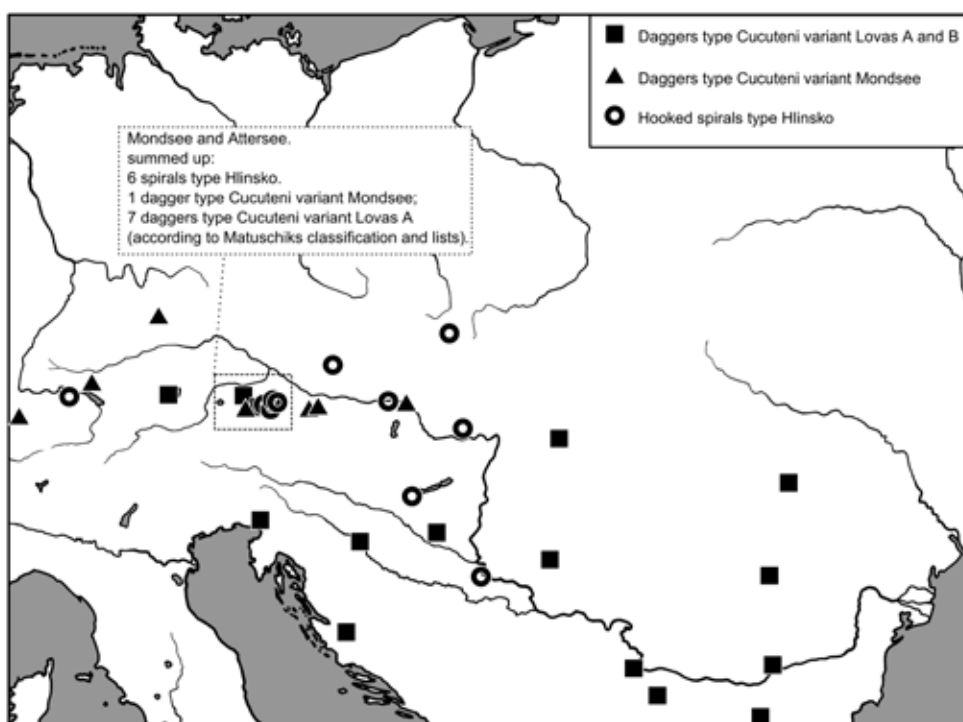 Daggers type Cucuteni variant Lovas A and B
Daggers type Cucuteni variant Mondsee
Hooked spirals type Hlinsko
Mondsee and Attersee.
summed up:
6 spirals type Hlinsko.
1 dagger type Cucuteni variant Mondsee;
7 daggers type Cucuteni variant Lovas A
(according to Matuschiks classification and lists).